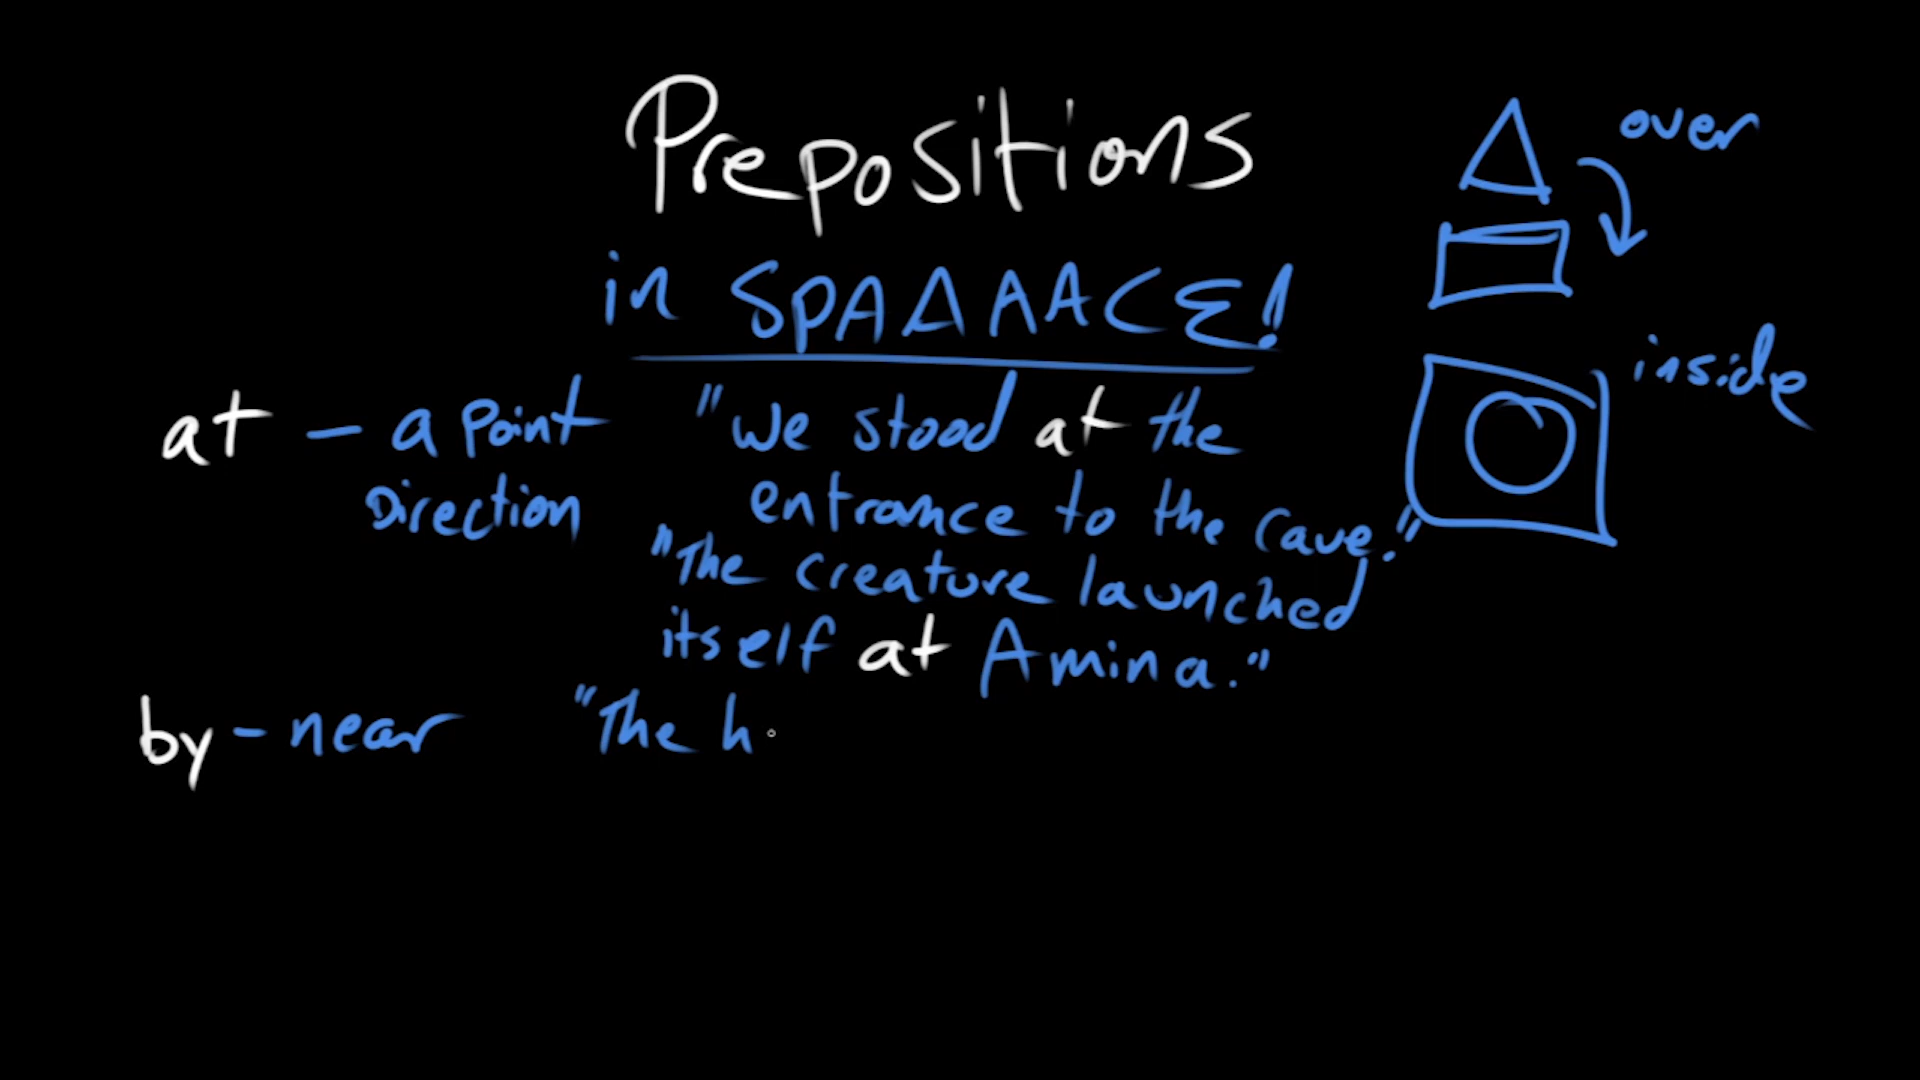 Prepositions
in SPAAAACE!
over
inside
at - a point
Direction
"We stood at the
entrance to the cave."
"The creature launched
itself at Amina."
by - near
"The h